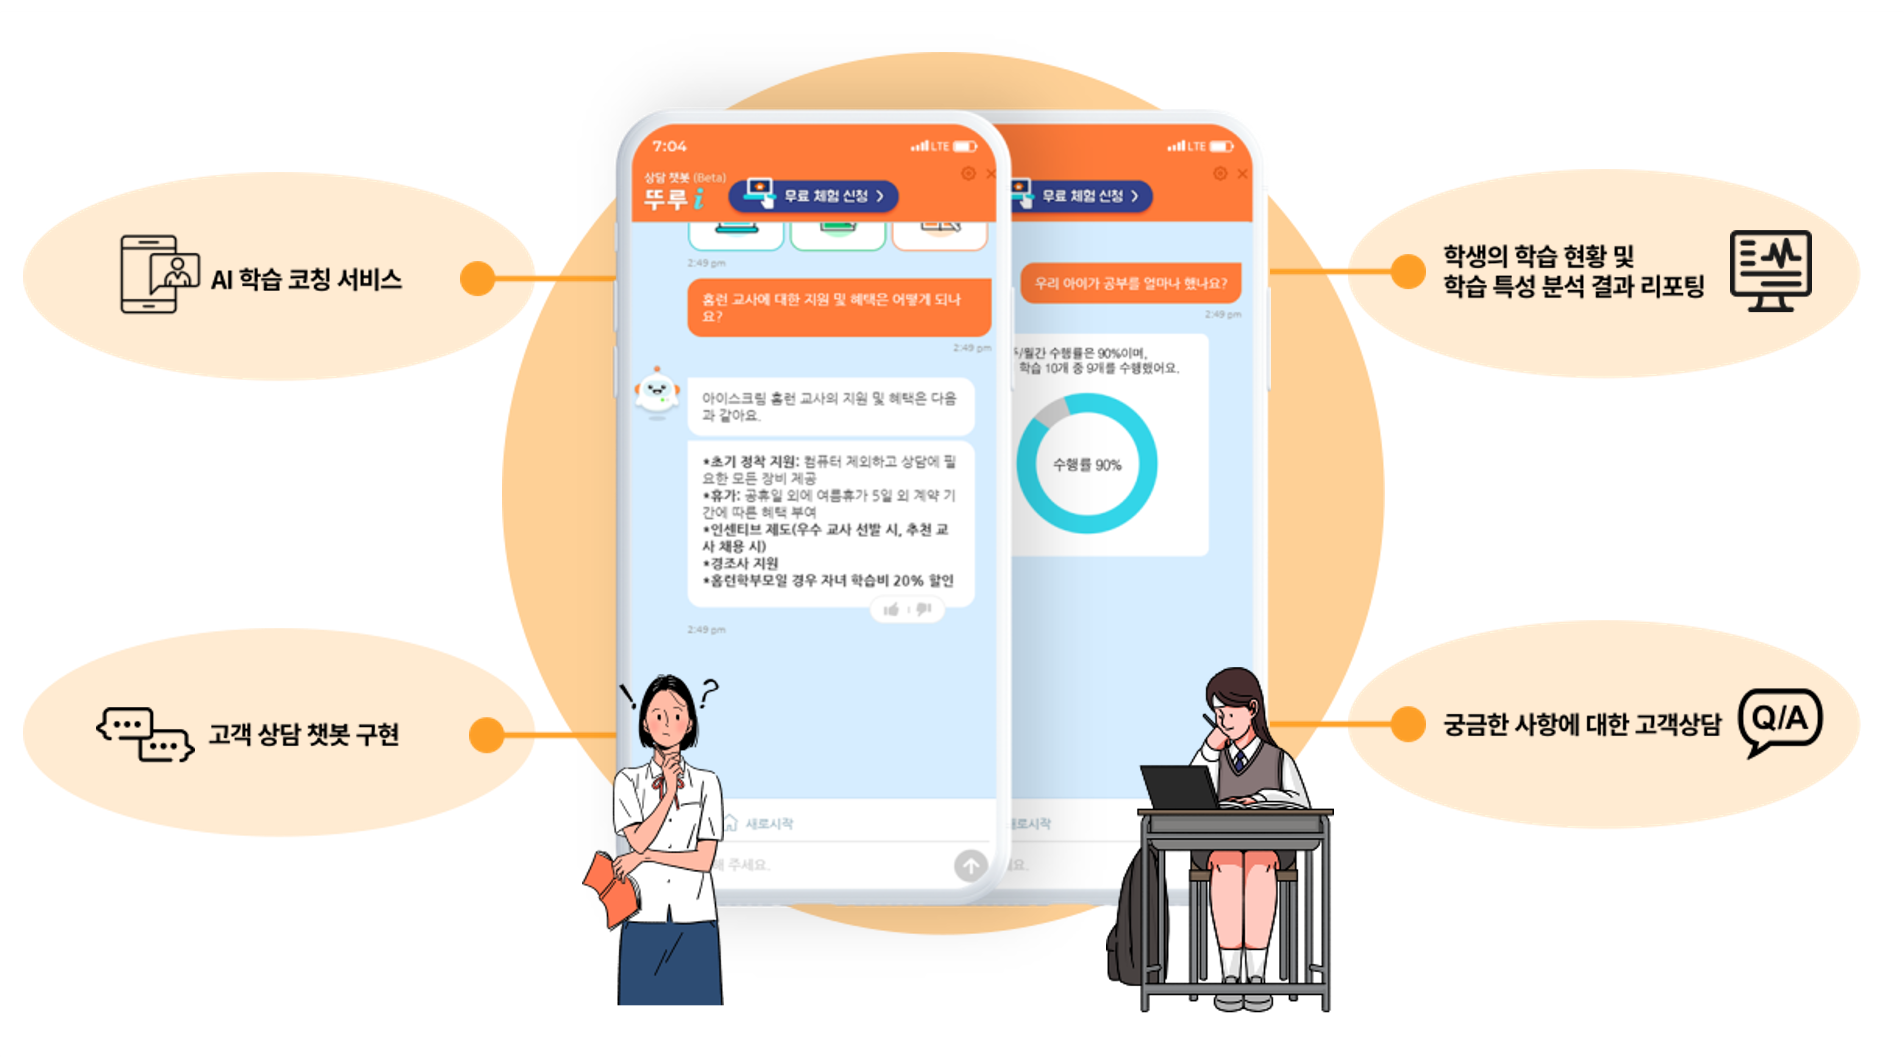 AI 학습 코칭 서비스
고객 상담 챗봇 구현
7:04
LTE
상담 챗봇 (Beta)
뚜루 i
무료 체험 신청 >
2:49 pm
홈런 교사에 대한 지원 및 혜택은 어떻게 되나
요?
2:49 pm
아이스크림 홈런 교사의 지원 및 혜택은 다음
과 같아요.
*초기 정착 지원: 컴퓨터 제외하고 상담에 필
요한 모든 장비 제공
*휴가: 공휴일 외에 여름휴가 5일 외 계약 기
간에 따른 혜택 부여
*인센티브 제도(우수 교사 선발 시, 추천 교
사 채용 시)
*경조사 지원
*홈런학부모일 경우 자녀 학습비 20% 할인
2:49 pm
새로시작
해 주세요.
LTE
무료 체험 신청 >
우리 아이가 공부를 얼마나 했나요?
2:49 pm
/월간 수행률은 90%이며,
학습 10개 중 9개를 수행했어요.
수행률 90%
새로시작
요.
학생의 학습 현황 및
학습 특성 분석 결과 리포팅
궁금한 사항에 대한 고객상담
Q/A